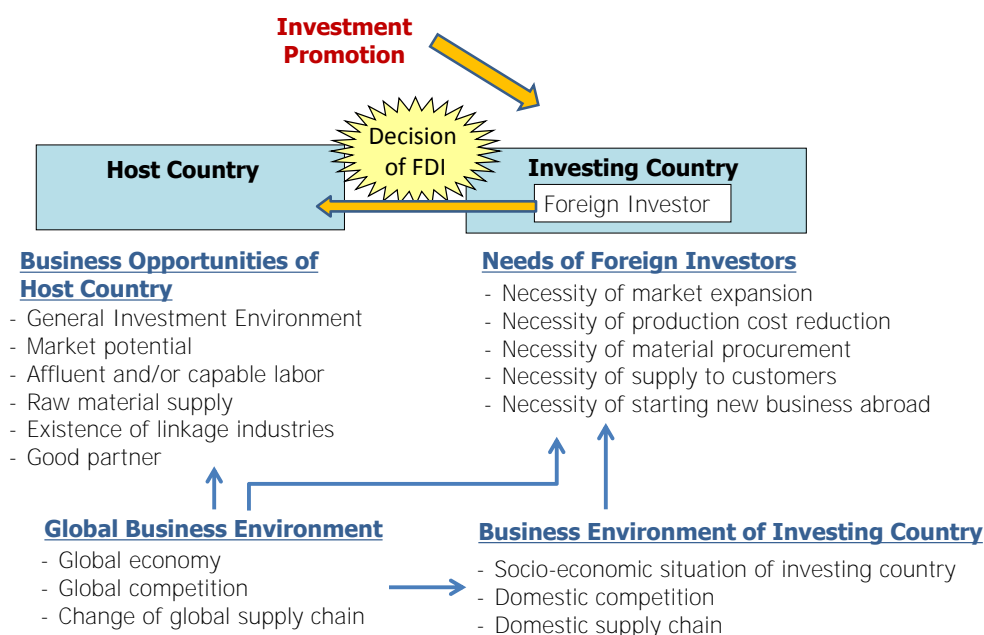 Investment
Promotion
Decision
of FDI
Host Country
Investing Country
Foreign Investor
Business Opportunities of
Host Country
- General Investment Environment
- Market potential
- Affluent and/or capable labor
- Raw material supply
- Existence of linkage industries
- Good partner
Needs of Foreign Investors
- Necessity of market expansion
- Necessity of production cost reduction
- Necessity of material procurement
- Necessity of supply to customers
- Necessity of starting new business abroad
Global Business Environment
- Global economy
- Global competition
- Change of global supply chain
Business Environment of Investing Country
- Socio-economic situation of investing country
- Domestic competition
- Domestic supply chain